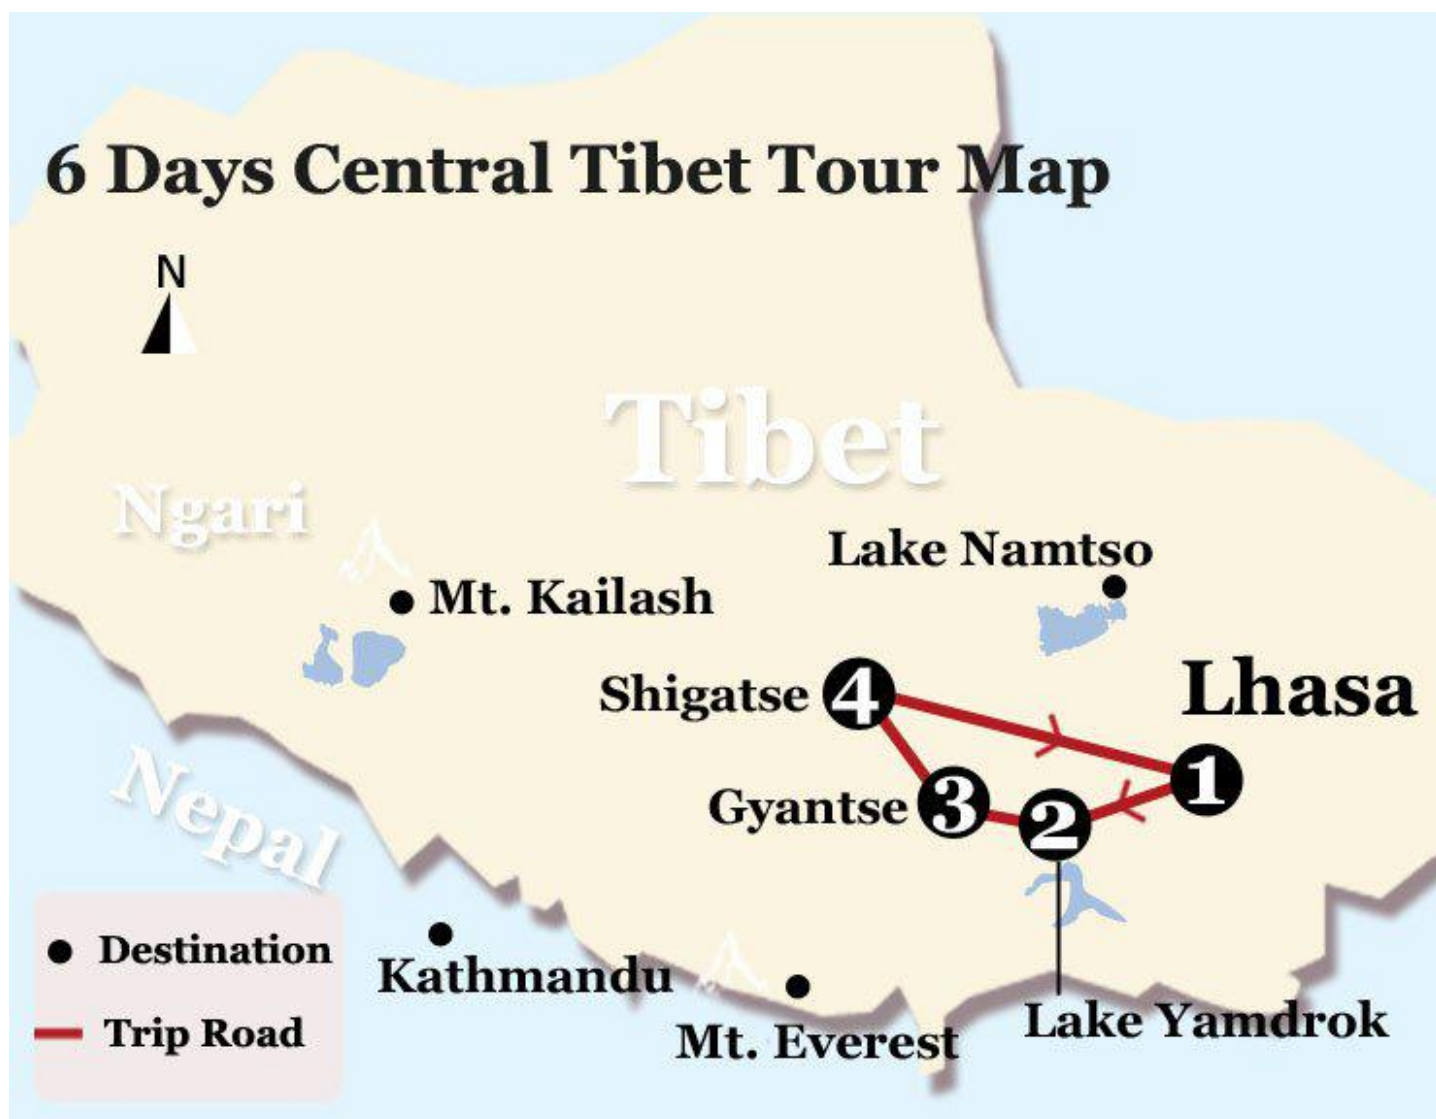 6 Days Central Tibet Tour Map
N
Tibet
Ngari
Lake Namtso
Mt. Kailash
Lhasa
Shigatse
4
1
Gyantse
3
2
Nepal
Destination
Kathmandu
Trip Road
Mt. Everest
Lake Yamdrok